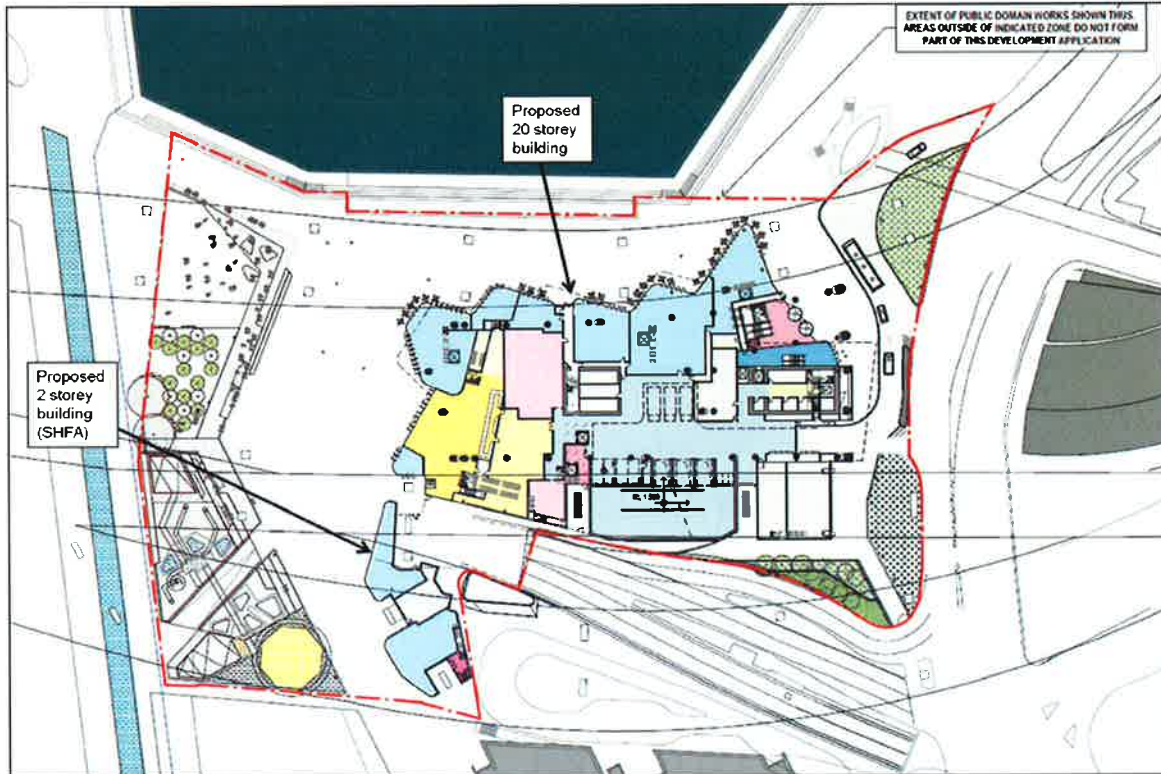 EXTENT OF PUBLIC DOMAIN WORKS SHOWN THUS
AREAS OUTSIDE OF INDICATED ZONE DO NOT FORM
PART OF THIS DEVELOPMENT APPLICATION
Proposed
20 storey
building
Proposed
2 storey
building
(SHFA)